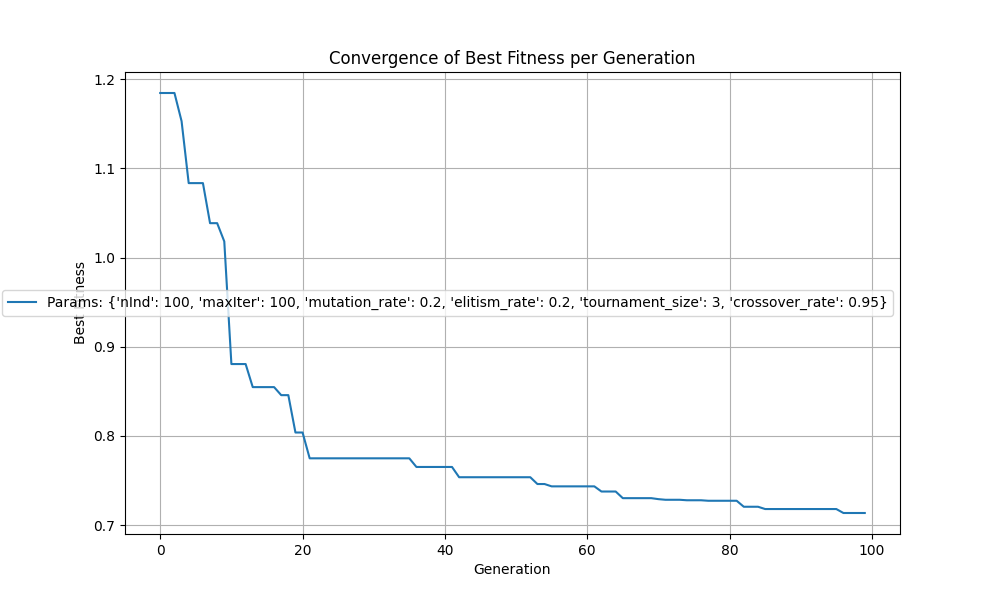 Convergence of Best Fitness per Generation
1.2
1.1
1.0
0.9
0.8
0.7
Best Fitness
Params: {'nInd': 100, 'maxIter': 100, 'mutation_rate': 0.2, 'elitism_rate': 0.2, 'tournament_size': 3, 'crossover_rate': 0.95}
0 20 40 60 80 100
Generation